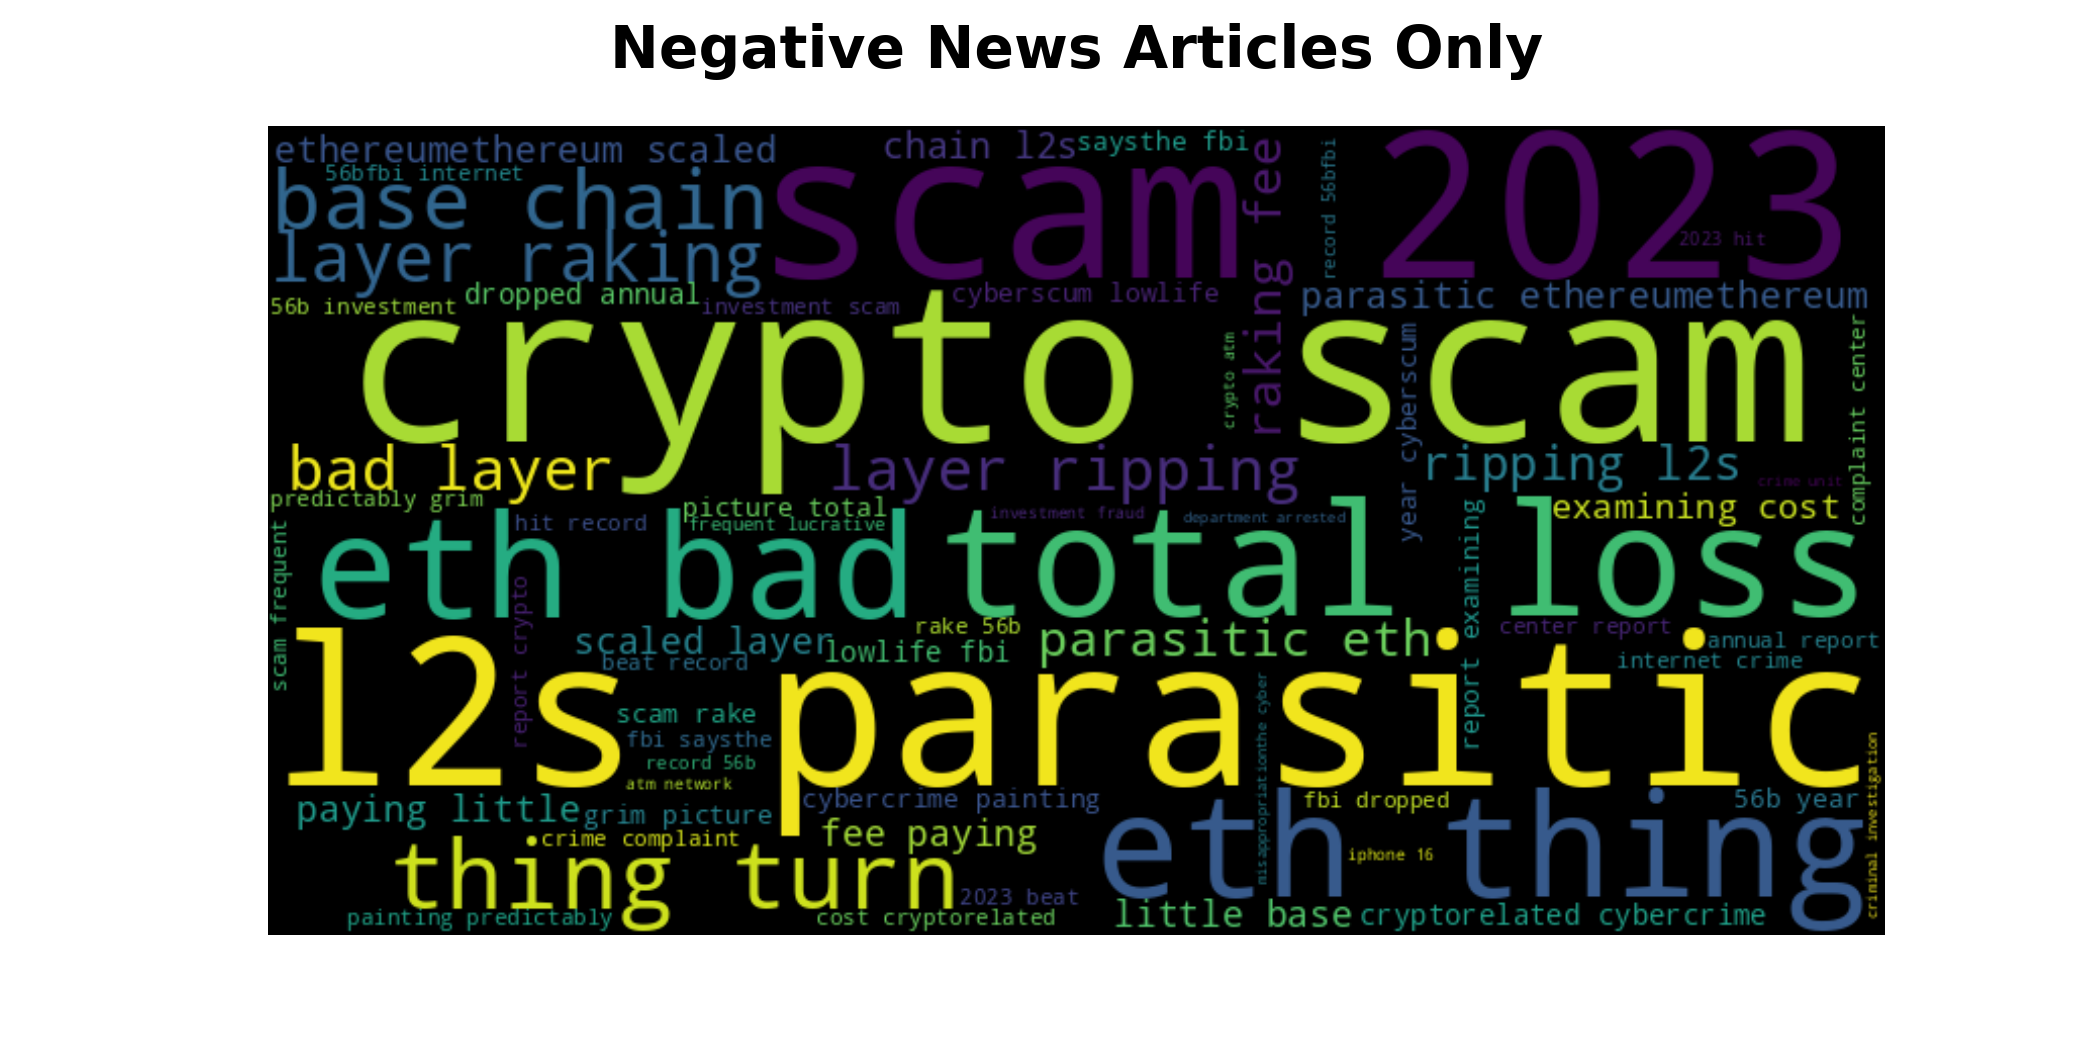 Negative News Articles Only
ethereumethereum scaled
chain l2s
saysthe fbi
56bfbi internet
base chain
scam 2023
raking fee
record 56bfbi
2023 hit
layer raking
56b investment
dropped annual
investment scam
cyberscum lowlife
parasitic ethereumethereum
crypto scam
crypto atm
year cyberscum
complaint center
bad layer
layer ripping
ripping l2s
crime unit
predictably grim
picture total
investment fraud
department arrested
examining cost
hit record
frequent lucrative
scam frequent
eth bad
total loss
report crypto
report examining
rake 56b
scaled layer
lowlife fbi
parasitic eth
center report
annual report
beat record
internet crime
l2s parasitic
scam rake
fbi saysthe
record 56b
atm network
misappropriationthe cyber
criminal investigation
paying little
grim picture
cybercrime painting
fbi dropped
56b year
crime complaint
fee paying
eth thing
iphone 16
thing turn
2023 beat
painting predictably
cost cryptorelated
little base
cryptorelated cybercrime